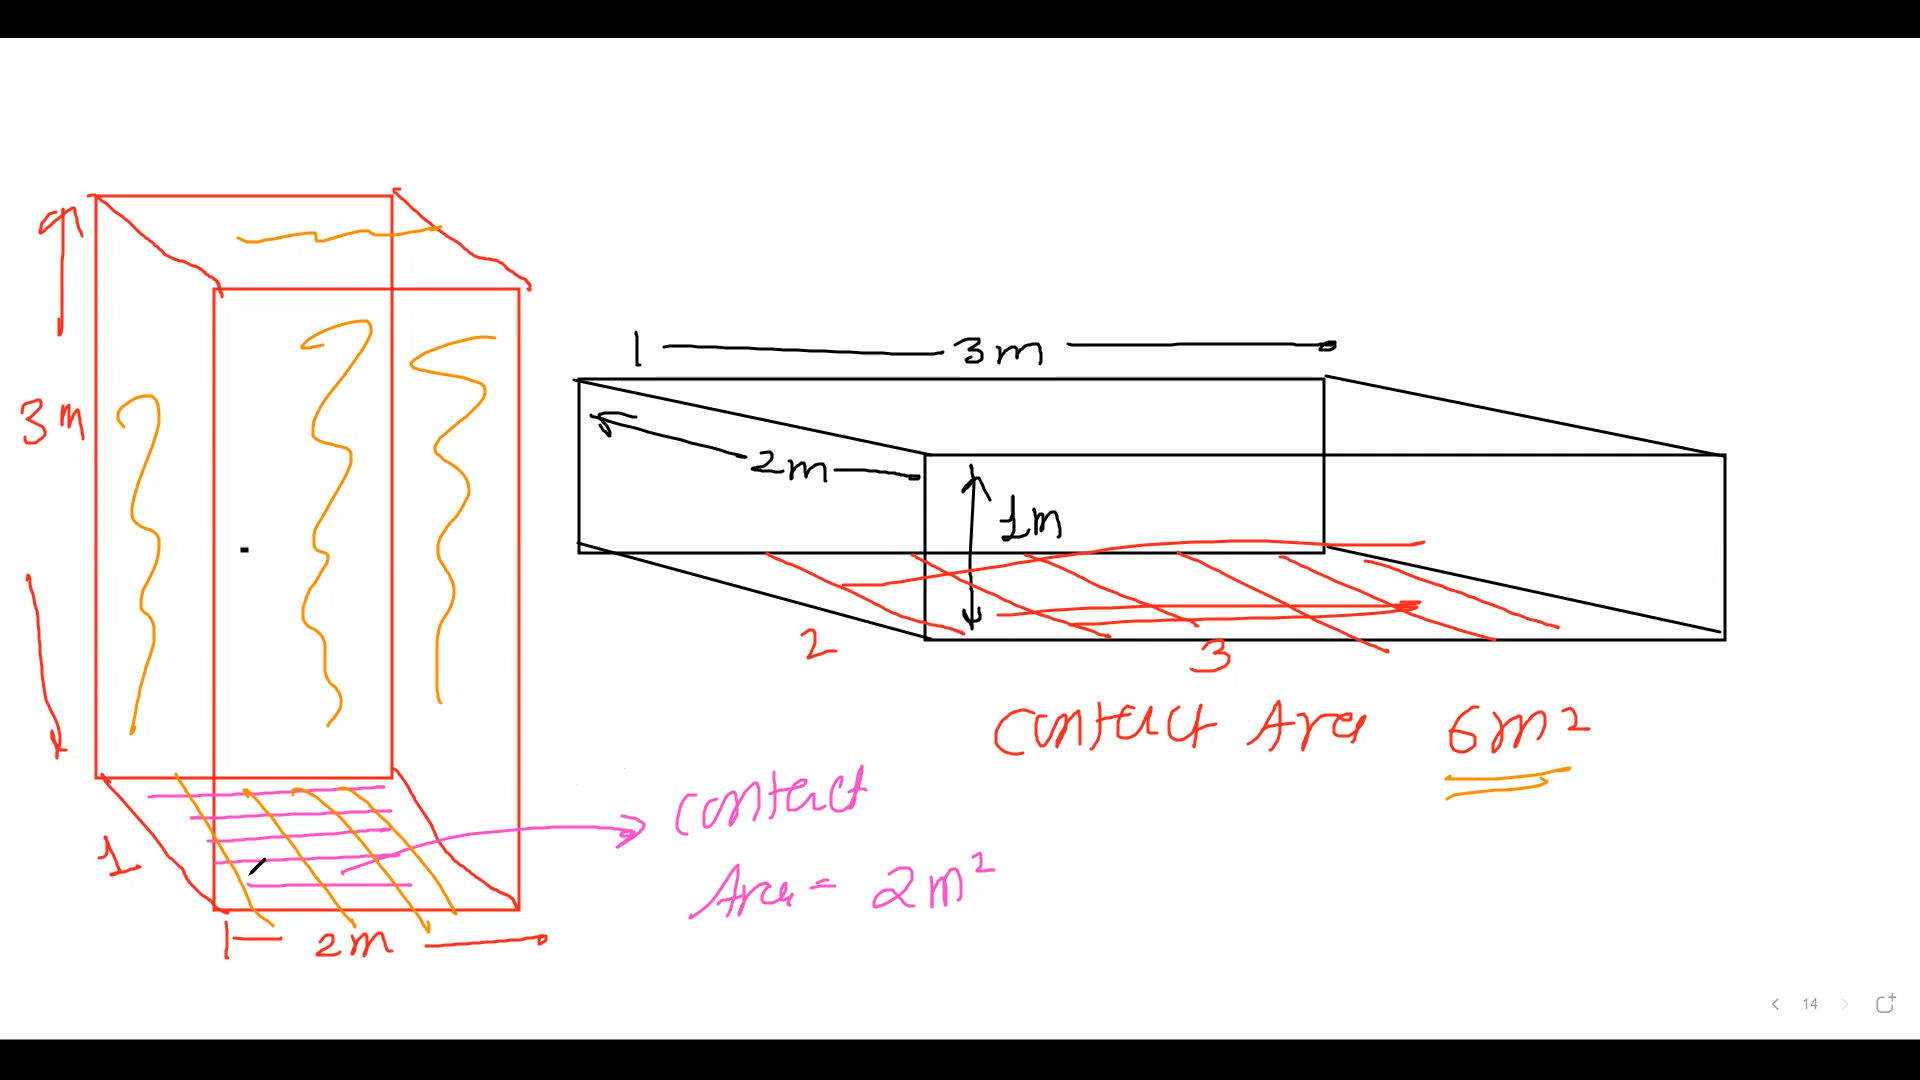 3m
1
2m
3m
2m
1m
2
3
Contact Area 6m²
Contact
Area = 2m²
14